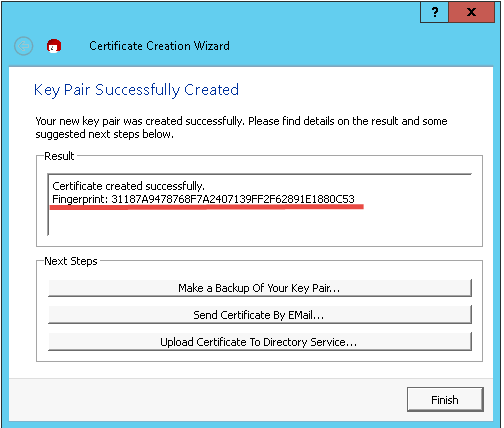 ?
X
Certificate Creation Wizard
Key Pair Successfully Created
Your new key pair was created successfully. Please find details on the result and some
suggested next steps below.
Result
Certificate created successfully.
Fingerprint: 31187A9478768F7A2407139FF2F62891E1880C53
Next Steps
Make a Backup Of Your Key Pair...
Send Certificate By EMail...
Upload Certificate To Directory Service...
Finish